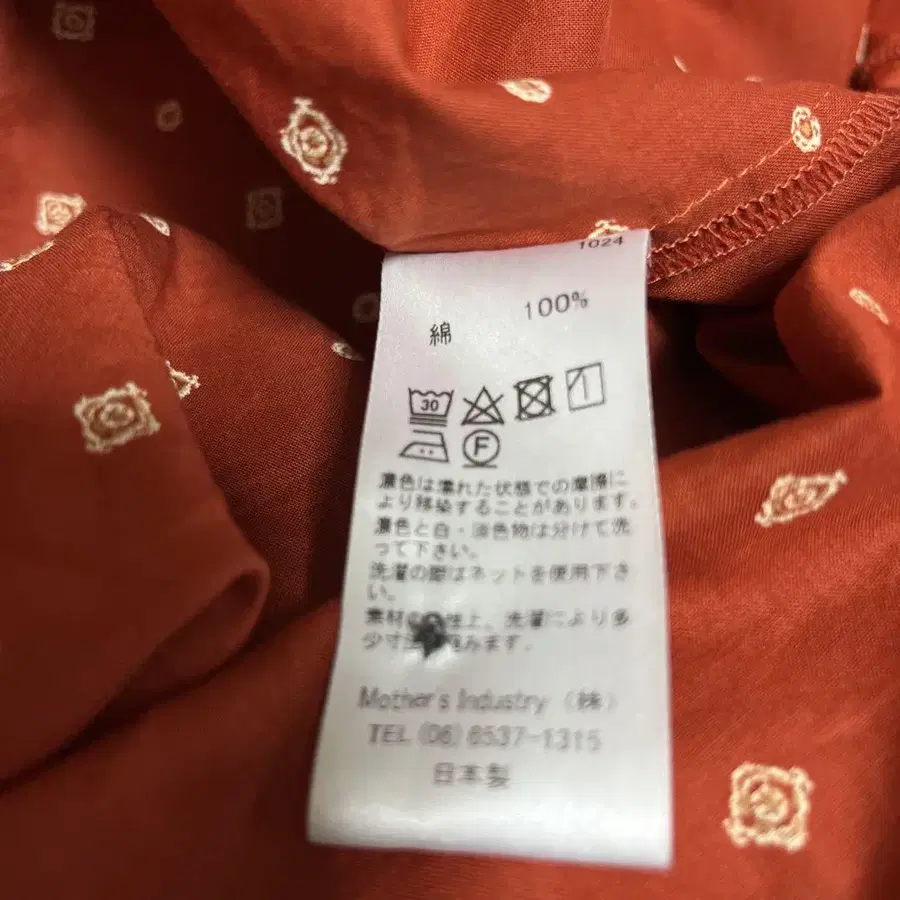 1024
綿 100%
30
F
濃色は濡れた状態での摩擦に
より移染することがあります。
濃色と白・淡色物は分けて洗
って下さい。
洗濯の際はネットを使用下さ
い。
素材の 性上、洗濯により多
少寸 みます。
Mother's Industry (株)
TEL (06) 6537-1315
日本製